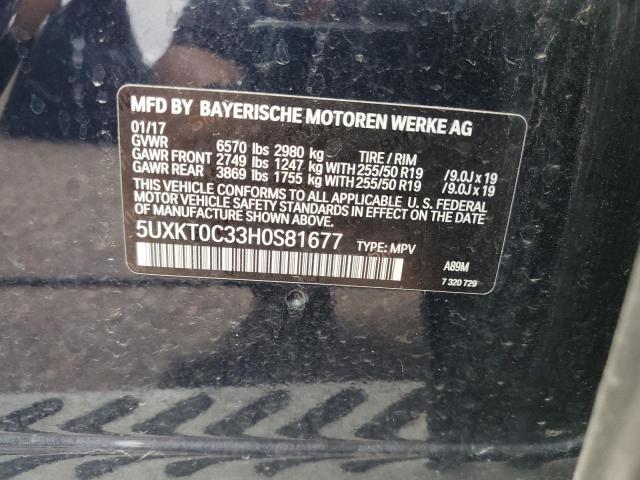 MFD BY BAYERISCHE MOTOREN WERKE AG
01/17
GVWR 6570 lbs 2980 kg TIRE / RIM
GAWR FRONT 2749 lbs 1247 kg WITH 255/50 R19 /9.0J x 19
GAWR REAR 3869 lbs 1755 kg WITH 255/50 R19 /9.0J x 19
THIS VEHICLE CONFORMS TO ALL APPLICABLE U.S. FEDERAL
MOTOR VEHICLE SAFETY STANDARDS IN EFFECT ON THE DATE OF
MANUFACTURE SHOWN ABOVE.
5UXKT0C33H0S81677 TYPE: MPV
A89M
7 320 729